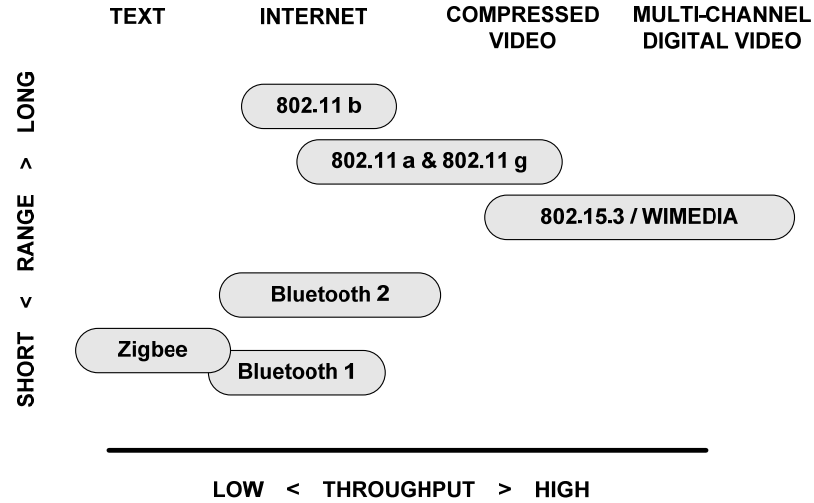 TEXT
INTERNET
COMPRESSED
VIDEO
MULTI-CHANNEL
DIGITAL VIDEO
SHORT < RANGE > LONG
802.11 b
802.11 a & 802.11 g
802.15.3 / WIMEDIA
Bluetooth 2
Zigbee
Bluetooth 1
LOW < THROUGHPUT > HIGH